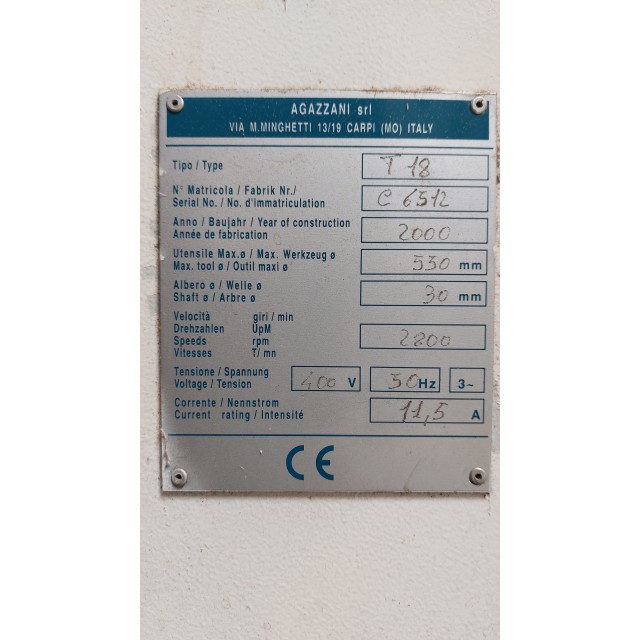 AGAZZANI srl
VIA M.MINGHETTI 13/19 CARPI (MO) ITALY
Tipo / Type T 18
N° Matricola / Fabrik Nr./
Serial No. / No. d'immatriculation C 6512
Anno / Baujahr / Year of construction
Année de fabrication 2000
Utensile Max.ø / Max. Werkzeug ø
Max. tool ø / Outil maxi ø 530 mm
Albero ø / Welle ø
Shaft ø / Arbre ø 30 mm
Velocità giri / min
Drehzahlen UpM
Speeds rpm 2800
Vitesses T/ mn
Tensione / Spannung
Voltage / Tension 400 V 50 Hz 3~
Corrente / Nennstrom
Current rating / Intensité 11,5 A
CE